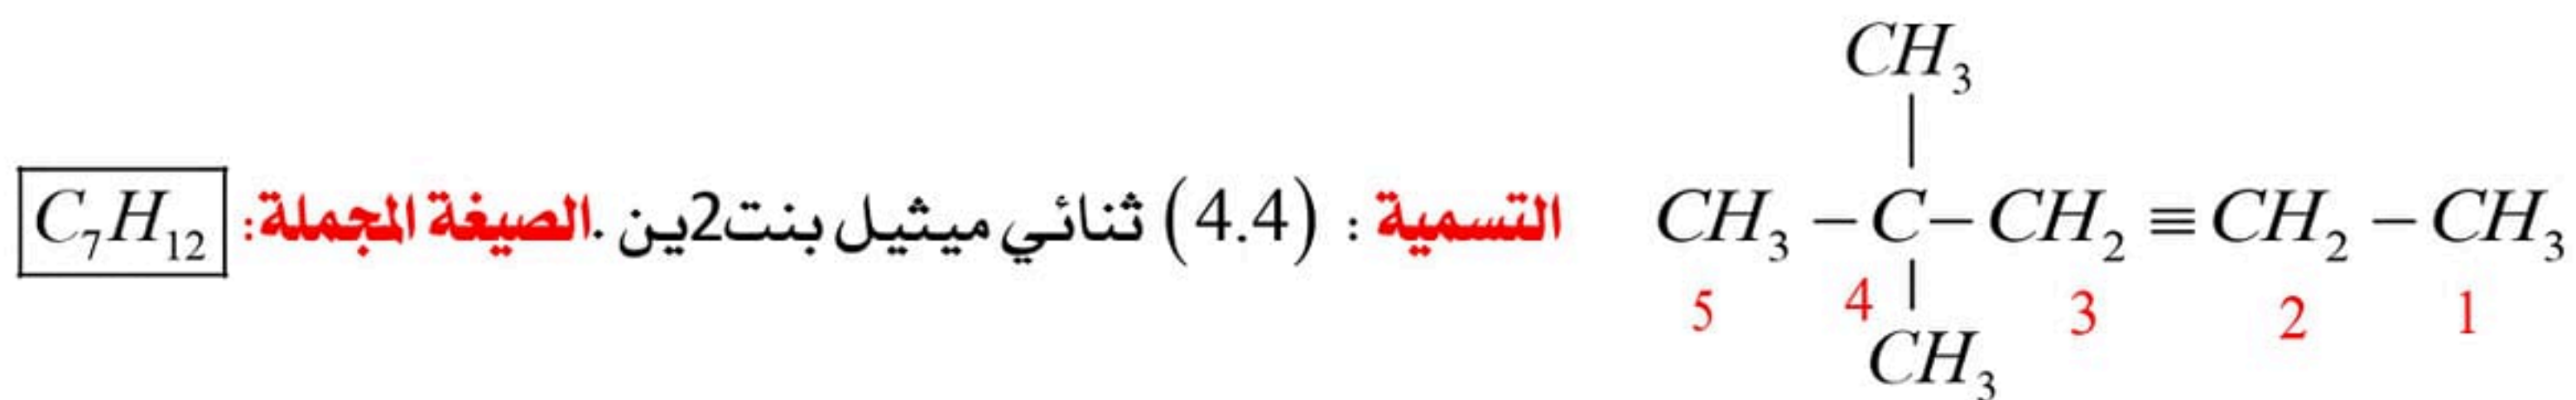 CH₃
CH₃ – C – CH₂ ≡ CH₂ – CH₃ التسمية : (4.4) ثنائي ميثيل بنت2ين .الصيغة المجملة: C₇H₁₂
5 4 3 2 1
CH₃